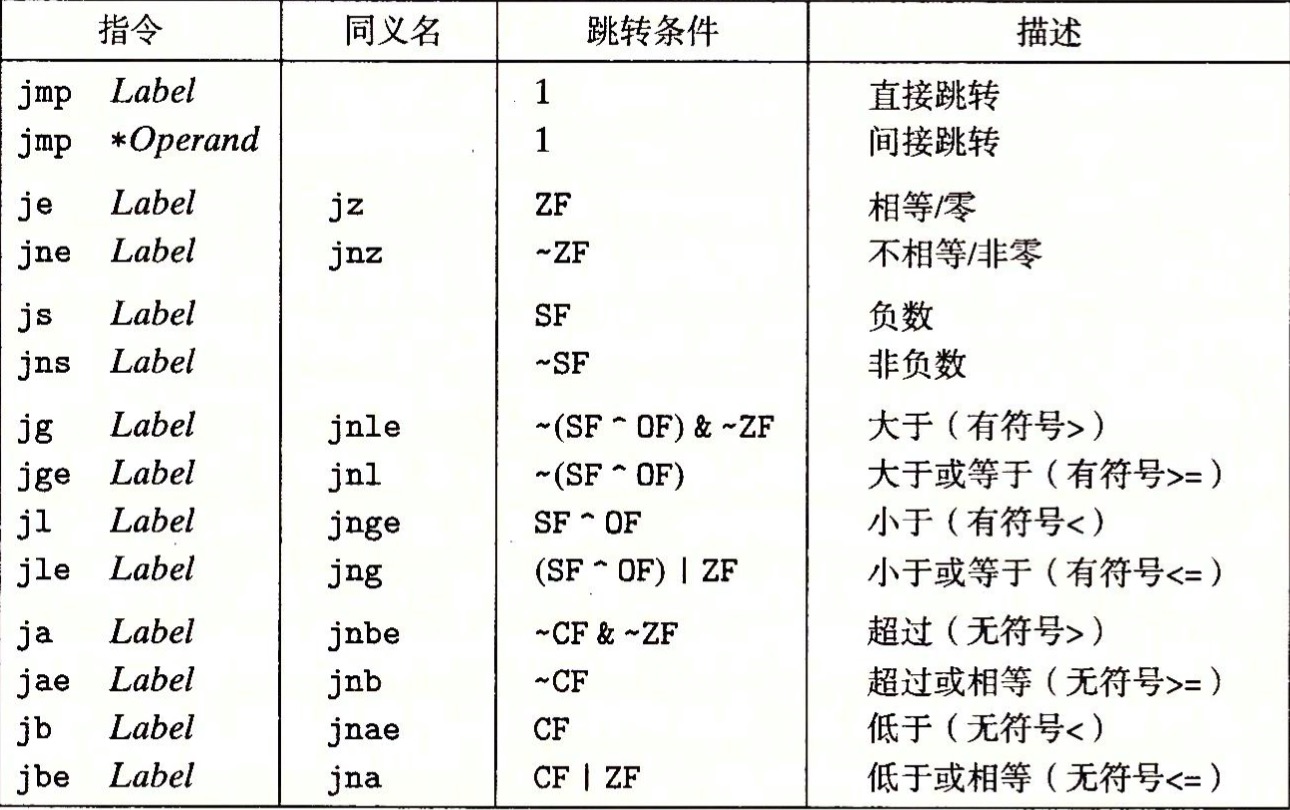 指令 同义名 跳转条件 描述
jmp Label 1 直接跳转
jmp *Operand 1 间接跳转
je Label jz ZF 相等/零
jne Label jnz ~ZF 不相等/非零
js Label SF 负数
jns Label ~SF 非负数
jg Label jnle ~(SF ^ OF) & ~ZF 大于（有符号>）
jge Label jnl ~(SF ^ OF) 大于或等于（有符号>=）
jl Label jnge SF ^ OF 小于（有符号<）
jle Label jng (SF ^ OF) | ZF 小于或等于（有符号<=）
ja Label jnbe ~CF & ~ZF 超过（无符号>）
jae Label jnb ~CF 超过或相等（无符号>=）
jb Label jnae CF 低于（无符号<）
jbe Label jna CF | ZF 低于或相等（无符号<=）